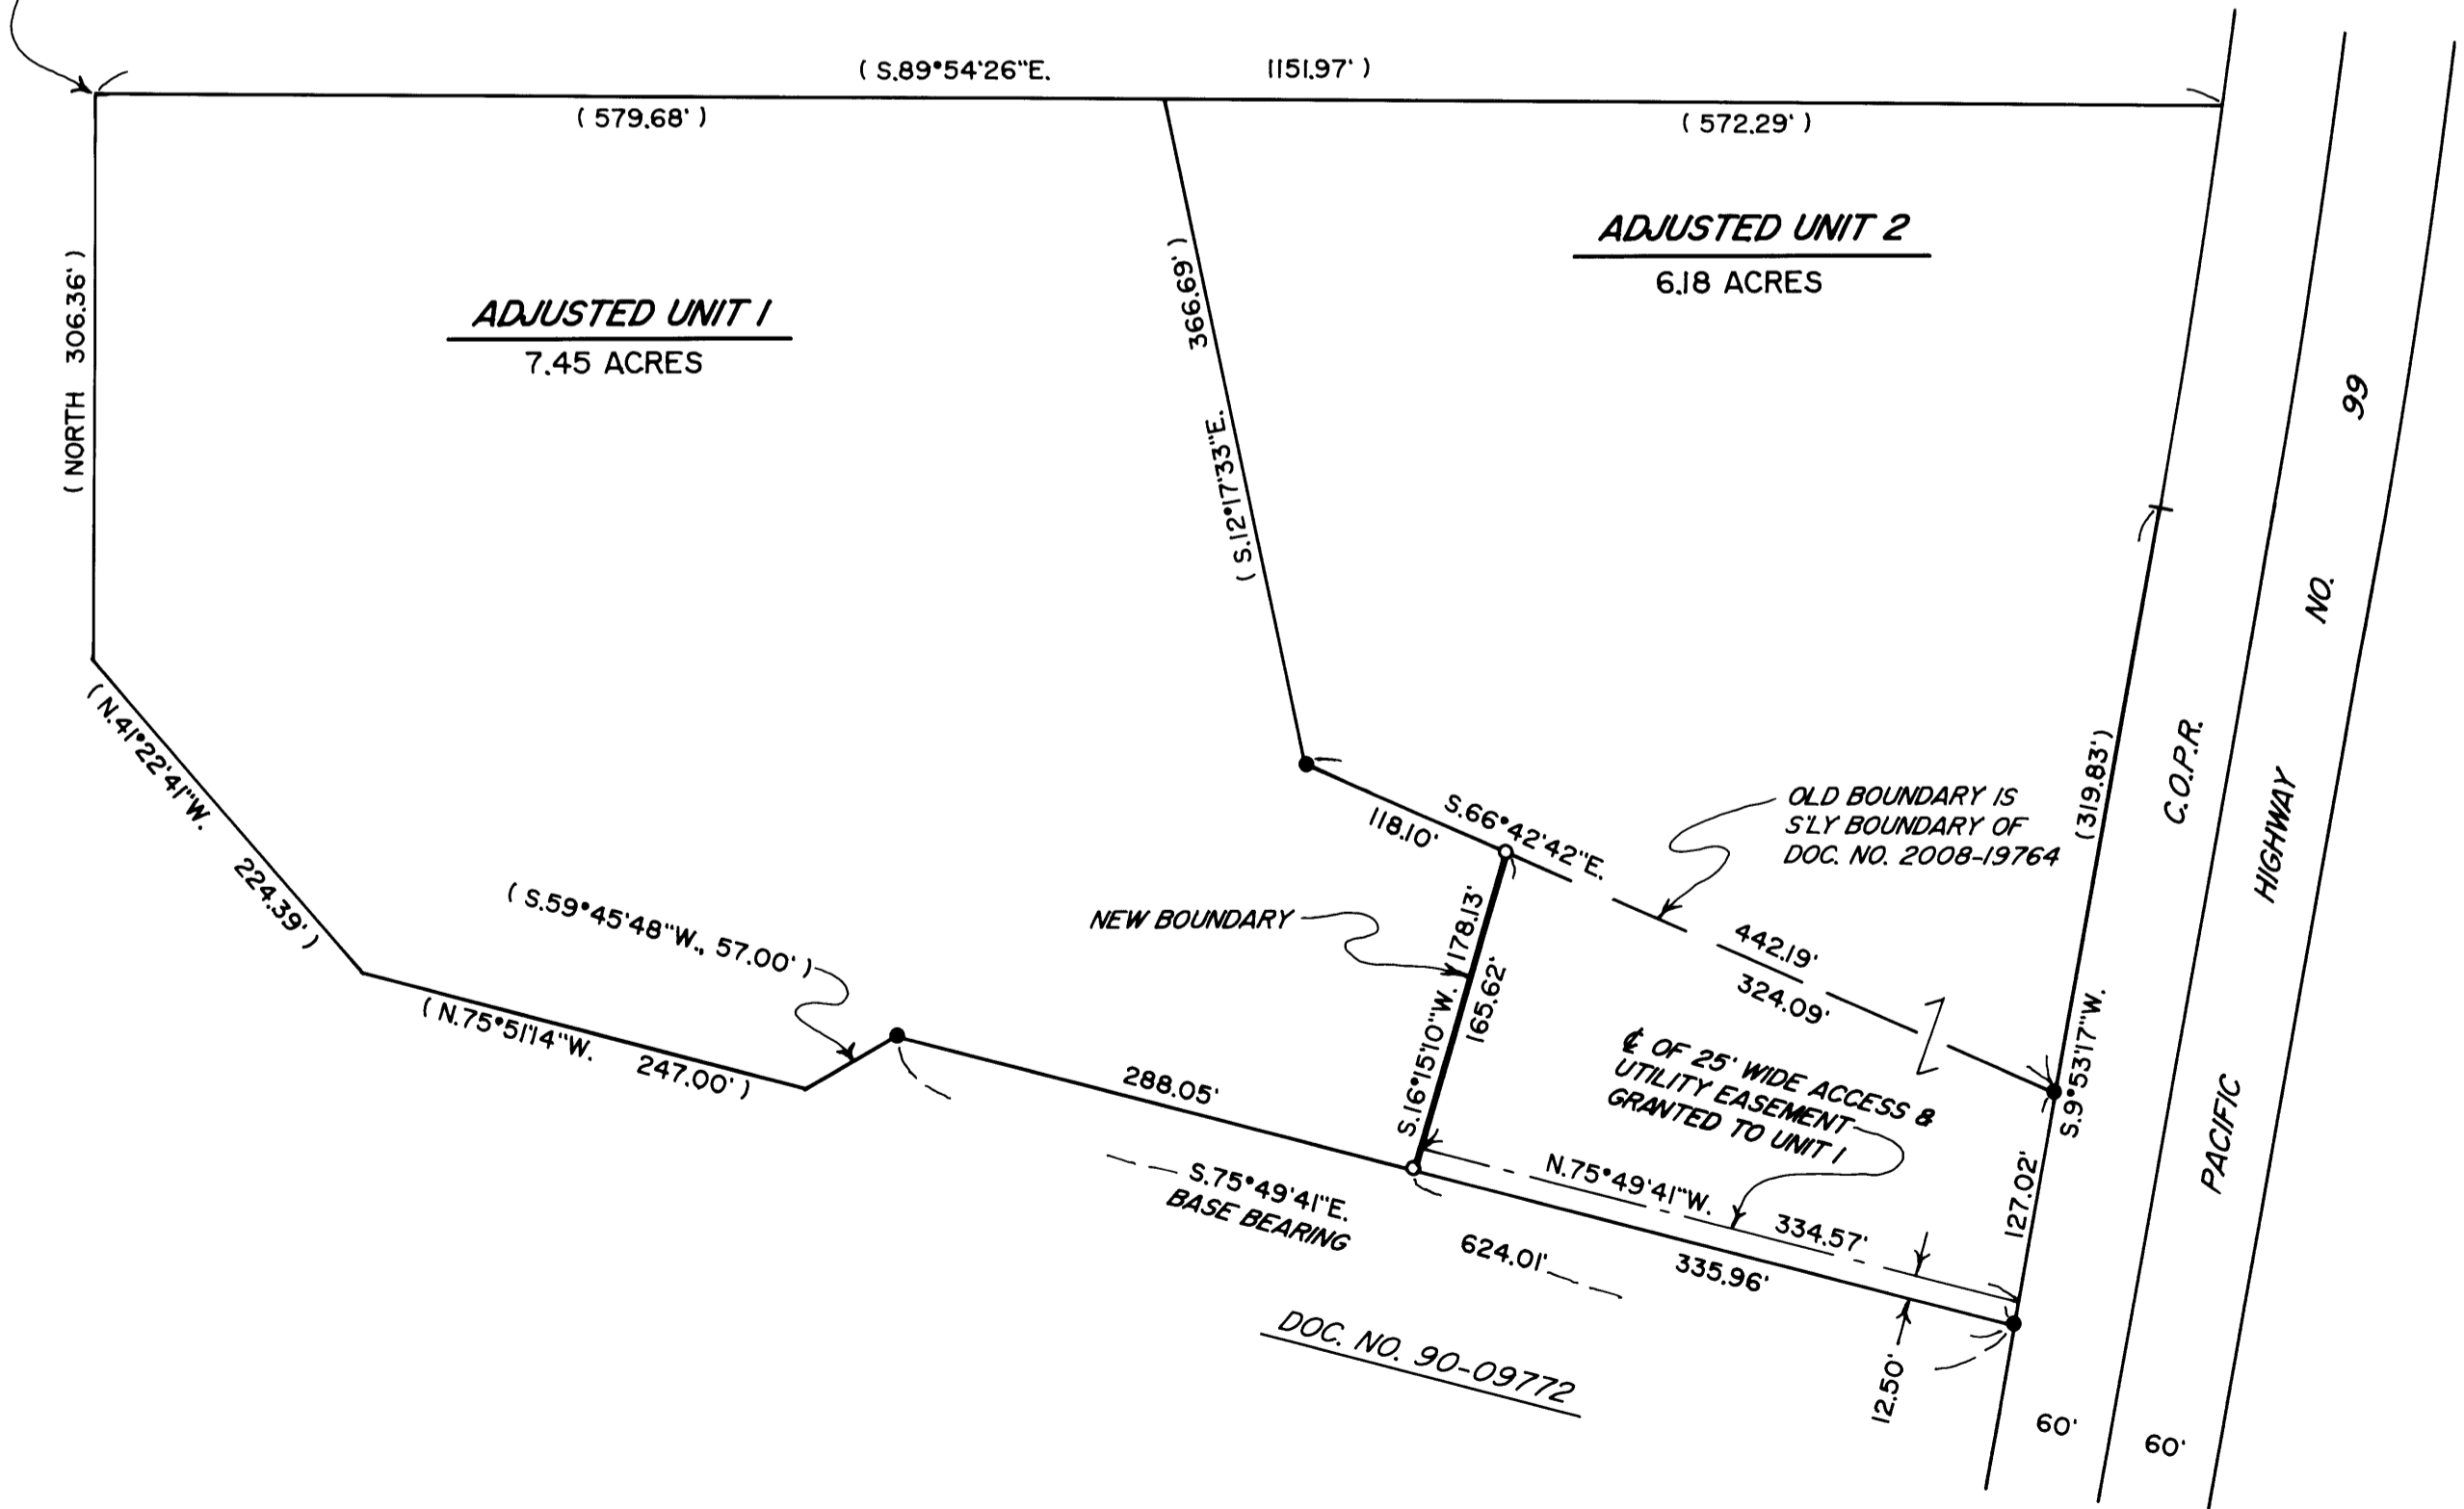 ( S.89°54'26"E. 1151.97' )
( 579.68' )
( 572.29' )
ADJUSTED UNIT 2
6.18 ACRES
ADJUSTED UNIT 1
7.45 ACRES
( NORTH 306.36' )
( S.12°17'33"E. 366.69' )
99
NO.
HIGHWAY
PACIFIC
C.O.P.R.
(319.83')
S.9°53'17"W.
127.02'
( N.41°22'41"W. 224.39' )
( S.59°45'48"W., 57.00' )
( N.75°51'14"W. 247.00' )
118.10'
S.66°42'42"E.
OLD BOUNDARY IS
S'LY BOUNDARY OF
DOC. NO. 2008-19764
NEW BOUNDARY
442.19'
324.09'
S.16°15'10"W. 178.13'
165.62'
℄ OF 25' WIDE ACCESS &
UTILITY EASEMENT
GRANTED TO UNIT 1
288.05'
N.75°49'41"W. 334.57'
S.75°49'41"E.
BASE BEARING
624.01'
335.96'
12.50'
DOC. NO. 90-09772
60'
60'